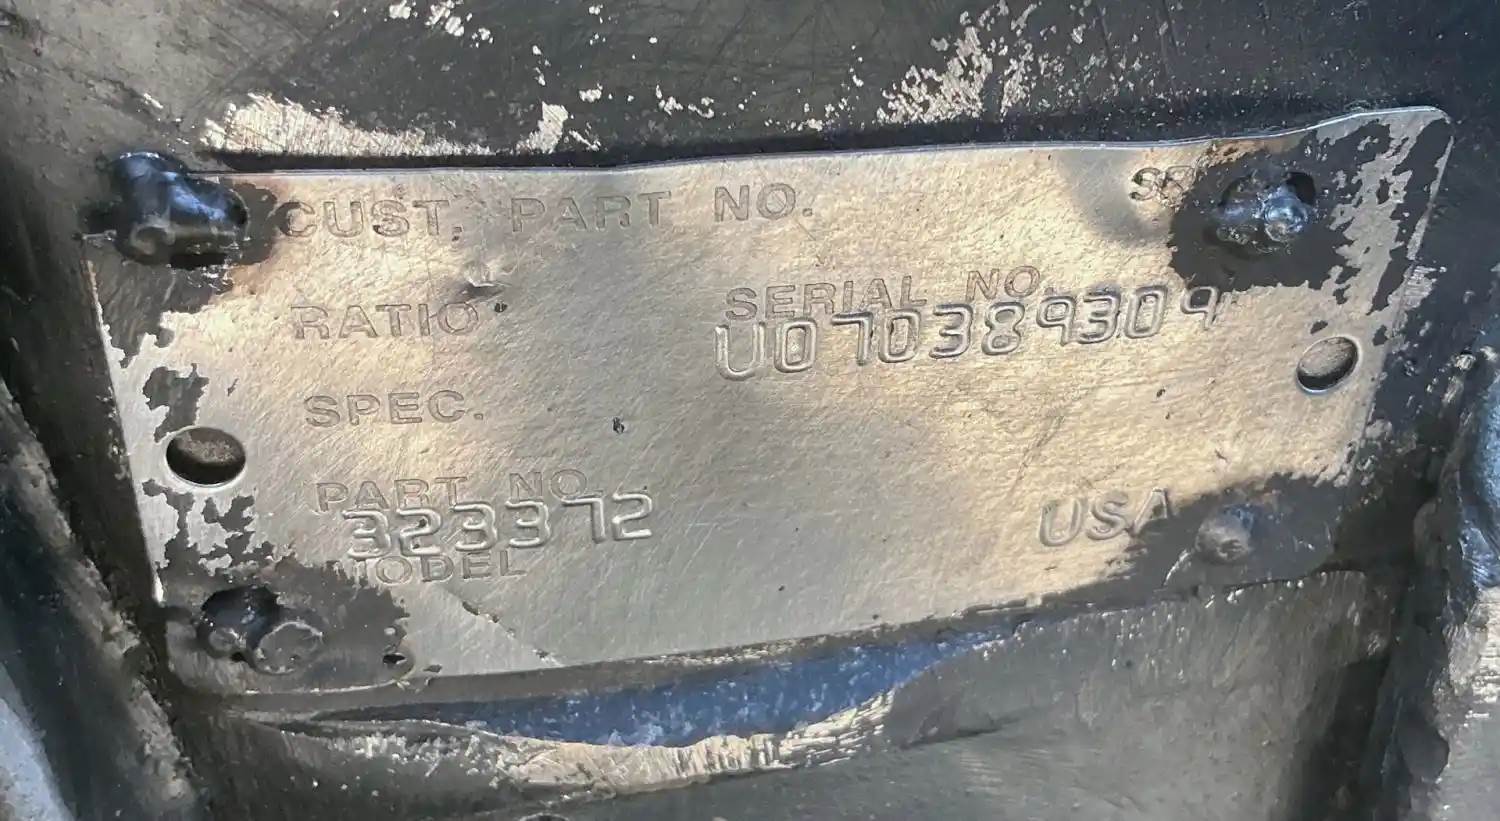 CUST. PART NO.
RATIO
SERIAL NO.
U070389309
SPEC.
PART NO
323372
MODEL
USA